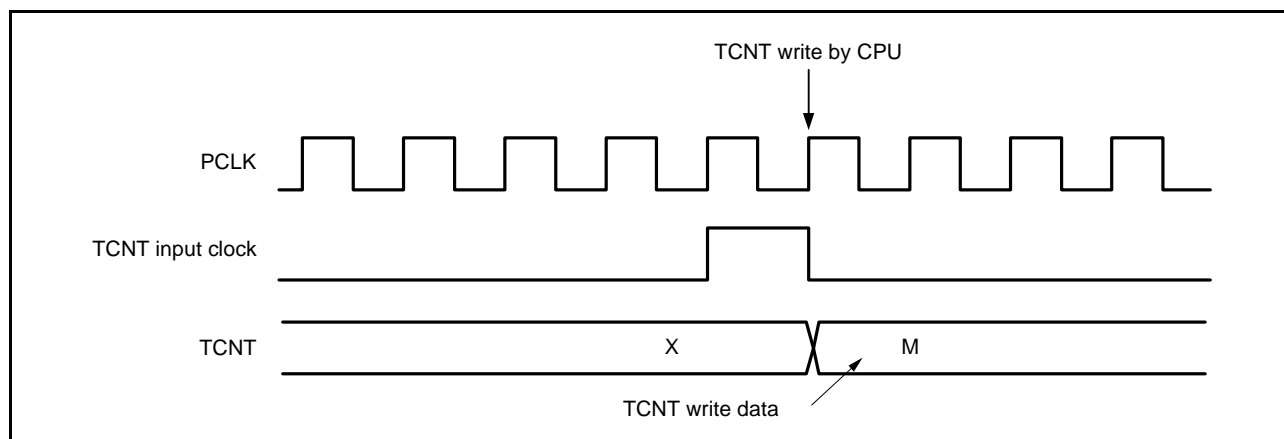 TCNT write by CPU
PCLK
TCNT input clock
TCNT
X
M
TCNT write data